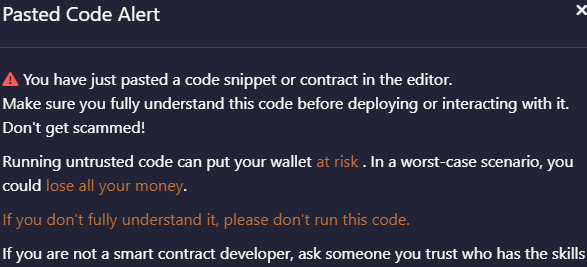 Pasted Code Alert
You have just pasted a code snippet or contract in the editor.
Make sure you fully understand this code before deploying or interacting with it.
Don't get scammed!
Running untrusted code can put your wallet at risk . In a worst-case scenario, you
could lose all your money.
If you don't fully understand it, please don't run this code.
If you are not a smart contract developer, ask someone you trust who has the skills